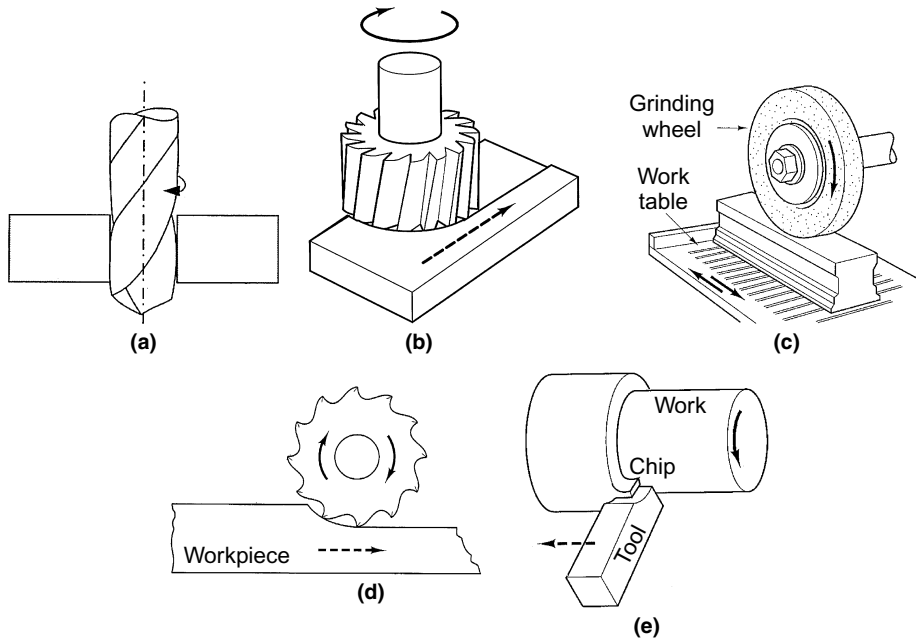 Grinding
wheel
Work
table
(a)
(b)
(c)
Work
Chip
Tool
Workpiece
(d)
(e)